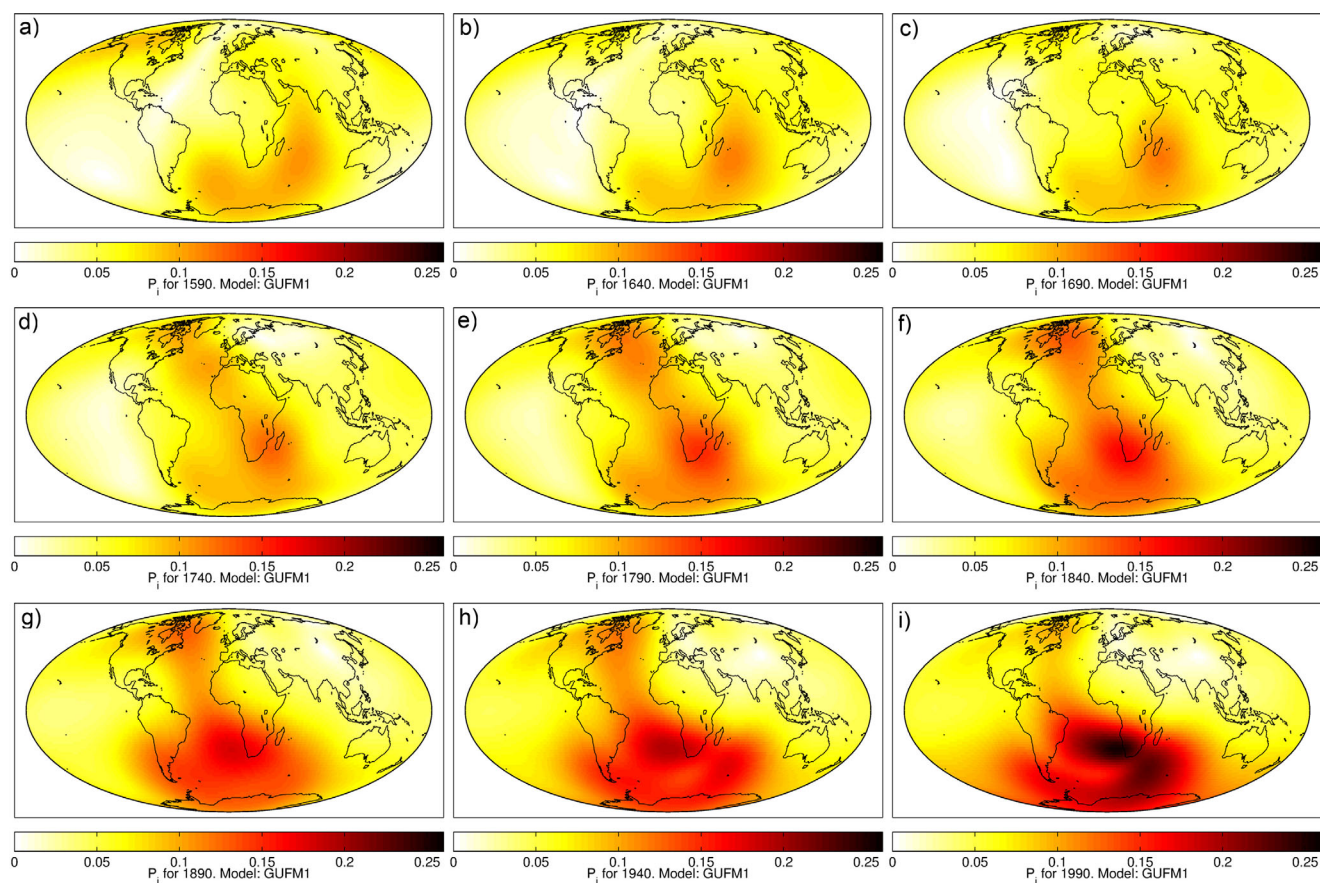 a) b) c)
0 0.05 0.1 0.15 0.2 0.25 0 0.05 0.1 0.15 0.2 0.25 0 0.05 0.1 0.15 0.2 0.25
P_i for 1590. Model: GUFM1 P_i for 1640. Model: GUFM1 P_i for 1690. Model: GUFM1
d) e) f)
0 0.05 0.1 0.15 0.2 0.25 0 0.05 0.1 0.15 0.2 0.25 0 0.05 0.1 0.15 0.2 0.25
P_i for 1740. Model: GUFM1 P_i for 1790. Model: GUFM1 P_i for 1840. Model: GUFM1
g) h) i)
0 0.05 0.1 0.15 0.2 0.25 0 0.05 0.1 0.15 0.2 0.25 0 0.05 0.1 0.15 0.2 0.25
P_i for 1890. Model: GUFM1 P_i for 1940. Model: GUFM1 P_i for 1990. Model: GUFM1